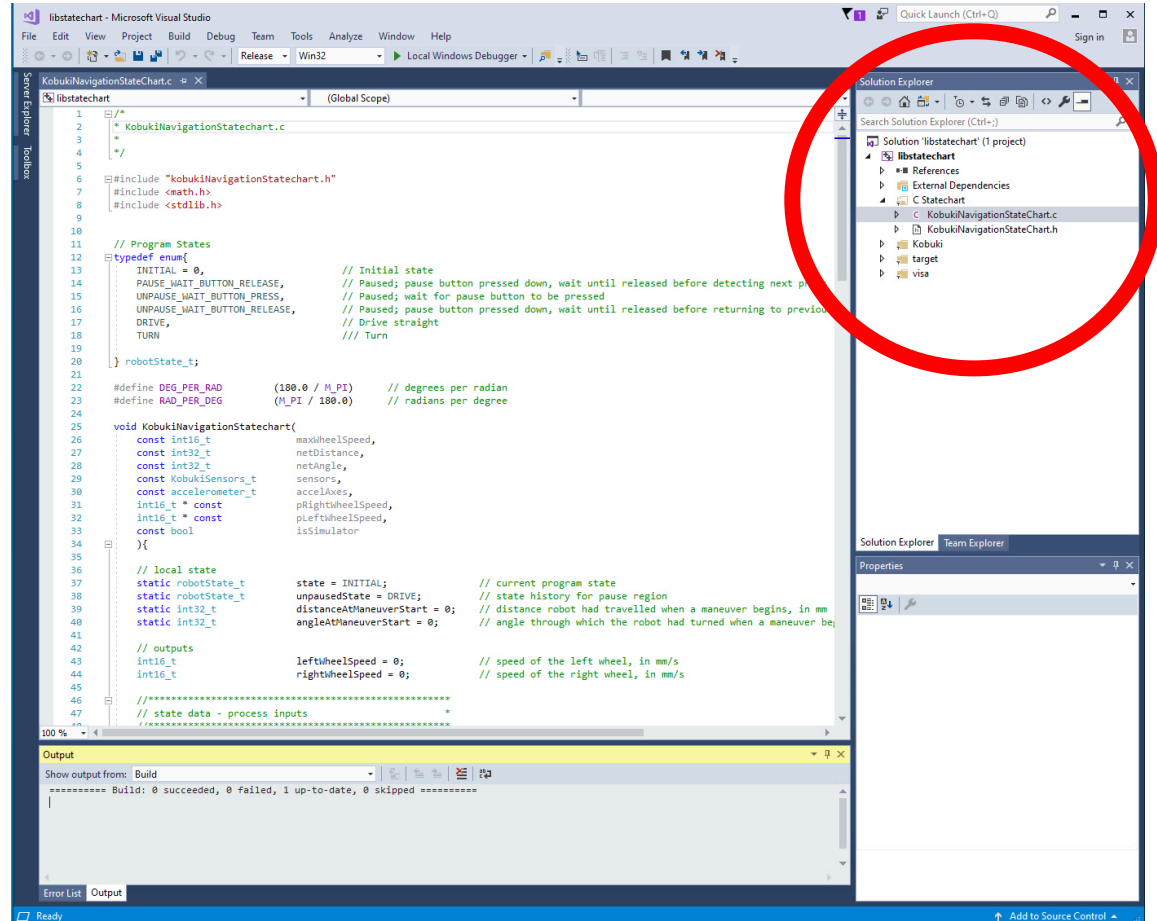 libstatechart - Microsoft Visual Studio
1
Quick Launch (Ctrl+Q)
File Edit View Project Build Debug Team Tools Analyze Window Help
Sign in
Release Win32 Local Windows Debugger
Server Explorer
Toolbox
KobukiNavigationStateChart.c
libstatechart (Global Scope)
1 /*
2 * KobukiNavigationStatechart.c
3 *
4 */
5
6 #include "kobukiNavigationStatechart.h"
7 #include <math.h>
8 #include <stdlib.h>
9
10
11 // Program States
12 typedef enum{
13 INITIAL = 0, // Initial state
14 PAUSE_WAIT_BUTTON_RELEASE, // Paused; pause button pressed down, wait until released before detecting next p
15 UNPAUSE_WAIT_BUTTON_PRESS, // Paused; wait for pause button to be pressed
16 UNPAUSE_WAIT_BUTTON_RELEASE, // Paused; pause button pressed down, wait until released before returning to previou
17 DRIVE, // Drive straight
18 TURN /// Turn
19
20 } robotState_t;
21
22 #define DEG_PER_RAD (180.0 / M_PI) // degrees per radian
23 #define RAD_PER_DEG (M_PI / 180.0) // radians per degree
24
25 void KobukiNavigationStatechart(
26 const int16_t maxWheelSpeed,
27 const int32_t netDistance,
28 const int32_t netAngle,
29 const KobukiSensors_t sensors,
30 const accelerometer_t accelAxes,
31 int16_t * const pRightWheelSpeed,
32 int16_t * const pLeftWheelSpeed,
33 const bool isSimulator
34 ){
35
36 // local state
37 static robotState_t state = INITIAL; // current program state
38 static robotState_t unpausedState = DRIVE; // state history for pause region
39 static int32_t distanceAtManeuverStart = 0; // distance robot had travelled when a maneuver begins, in mm
40 static int32_t angleAtManeuverStart = 0; // angle through which the robot had turned when a maneuver beg
41
42 // outputs
43 int16_t leftWheelSpeed = 0; // speed of the left wheel, in mm/s
44 int16_t rightWheelSpeed = 0; // speed of the right wheel, in mm/s
45
46 //*****************************************************
47 // state data - process inputs *
100 %
Output
Show output from: Build
========== Build: 0 succeeded, 0 failed, 1 up-to-date, 0 skipped ==========
Error List Output
Ready
Solution Explorer
Search Solution Explorer (Ctrl+;)
Solution 'libstatechart' (1 project)
libstatechart
References
External Dependencies
C Statechart
KobukiNavigationStateChart.c
KobukiNavigationStateChart.h
Kobuki
target
visa
Solution Explorer Team Explorer
Properties
Add to Source Control